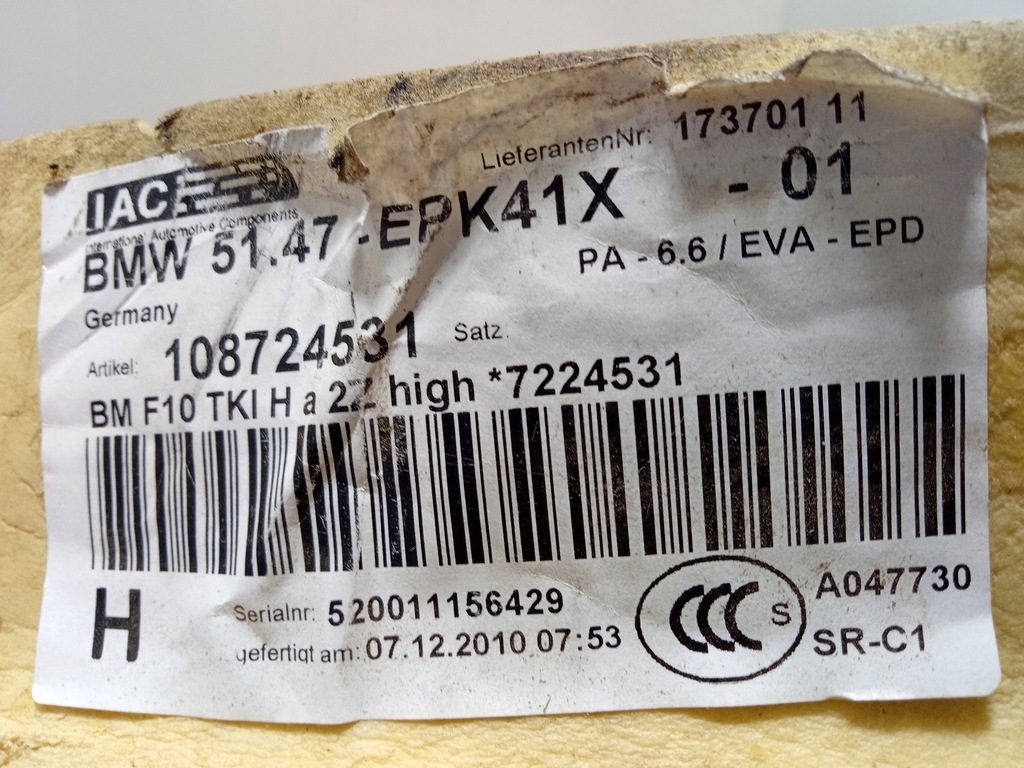 LieferantenNr: 173701 11
IAC
International Automotive Components
BMW 51.47 -EPK41X - 01
PA - 6.6 / EVA - EPD
Germany
Artikel: 108724531 Satz.
BM F10 TKI H a 2Z high *7224531
H
Serialnr: 520011156429
gefertigt am: 07.12.2010 07:53
CCC S
A047730
SR-C1